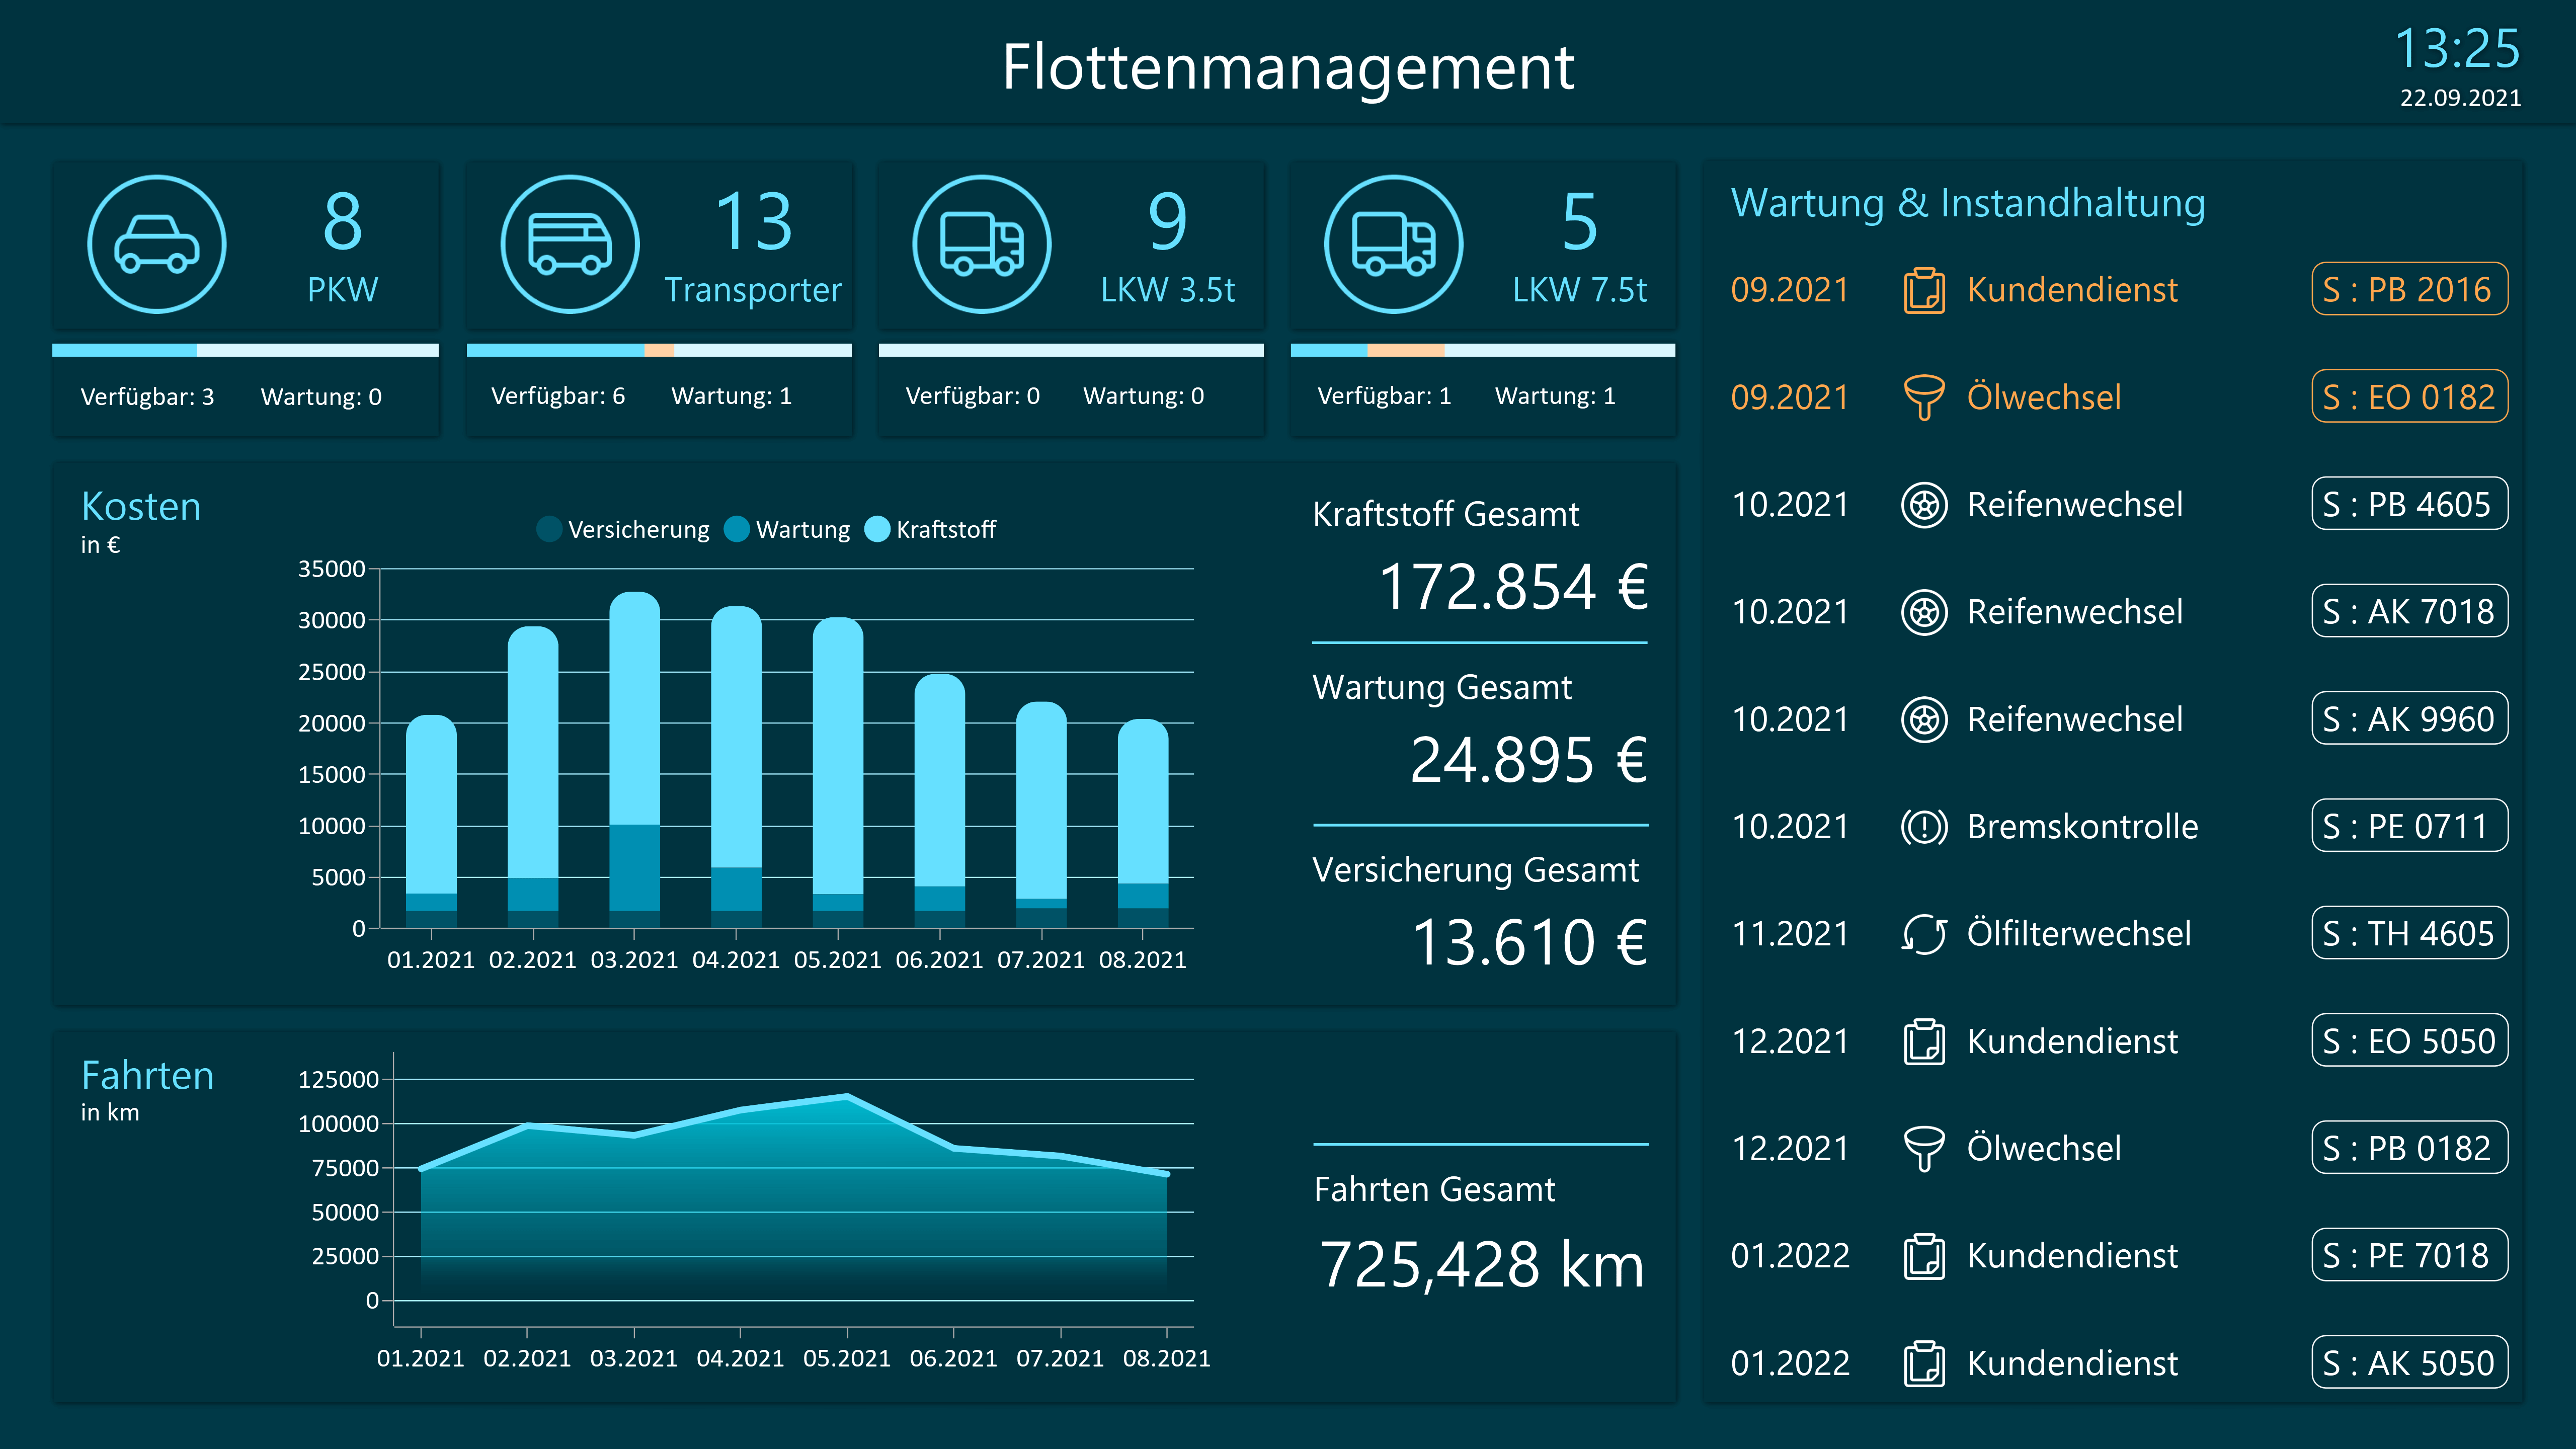 Flottenmanagement
13:25
22.09.2021
8
PKW
Verfügbar: 3 Wartung: 0
13
Transporter
Verfügbar: 6 Wartung: 1
9
LKW 3.5t
Verfügbar: 0 Wartung: 0
5
LKW 7.5t
Verfügbar: 1 Wartung: 1
Kosten
in €
Versicherung Wartung Kraftstoff
35000
30000
25000
20000
15000
10000
5000
0
01.2021 02.2021 03.2021 04.2021 05.2021 06.2021 07.2021 08.2021
Kraftstoff Gesamt
172.854 €
Wartung Gesamt
24.895 €
Versicherung Gesamt
13.610 €
Fahrten
in km
125000
100000
75000
50000
25000
0
01.2021 02.2021 03.2021 04.2021 05.2021 06.2021 07.2021 08.2021
Fahrten Gesamt
725,428 km
Wartung & Instandhaltung
09.2021 Kundendienst S : PB 2016
09.2021 Ölwechsel S : EO 0182
10.2021 Reifenwechsel S : PB 4605
10.2021 Reifenwechsel S : AK 7018
10.2021 Reifenwechsel S : AK 9960
10.2021 Bremskontrolle S : PE 0711
11.2021 Ölfilterwechsel S : TH 4605
12.2021 Kundendienst S : EO 5050
12.2021 Ölwechsel S : PB 0182
01.2022 Kundendienst S : PE 7018
01.2022 Kundendienst S : AK 5050